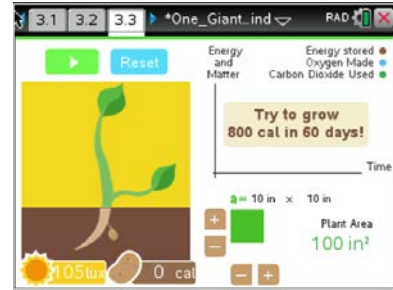 3.1 3.2 3.3 *One_Giant...ind RAD
Reset
Energy and Matter
Energy stored
Oxygen Made
Carbon Dioxide Used
Try to grow
800 cal in 60 days!
Time
a= 10 in × 10 in
+
−
Plant Area
100 in²
105lux
0 cal
− +